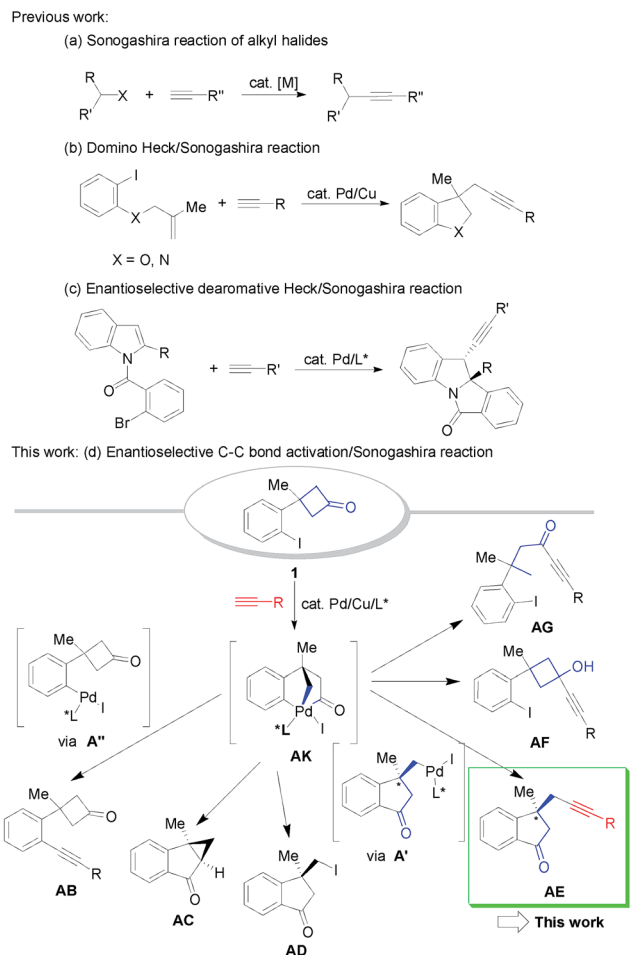 Previous work:
(a) Sonogashira reaction of alkyl halides
R
X
R'
+
R"
cat. [M]
R
R'
R"
(b) Domino Heck/Sonogashira reaction
I
X
Me
+
R
cat. Pd/Cu
Me
X
R
X = O, N
(c) Enantioselective dearomative Heck/Sonogashira reaction
R
N
O
Br
+
R'
cat. Pd/L*
R'
H
R
N
O
This work: (d) Enantioselective C-C bond activation/Sonogashira reaction
Me
O
I
1
R
cat. Pd/Cu/L*
Me
O
Pd
*L
I
via A"
Me
Pd
*L
I
O
AK
Me
O
I
R
AG
Me
OH
I
R
AF
Me
I
Pd
*
L*
O
via A'
Me
O
R
AB
Me
H
O
AC
Me
I
O
AD
Me
*
R
O
AE
This work